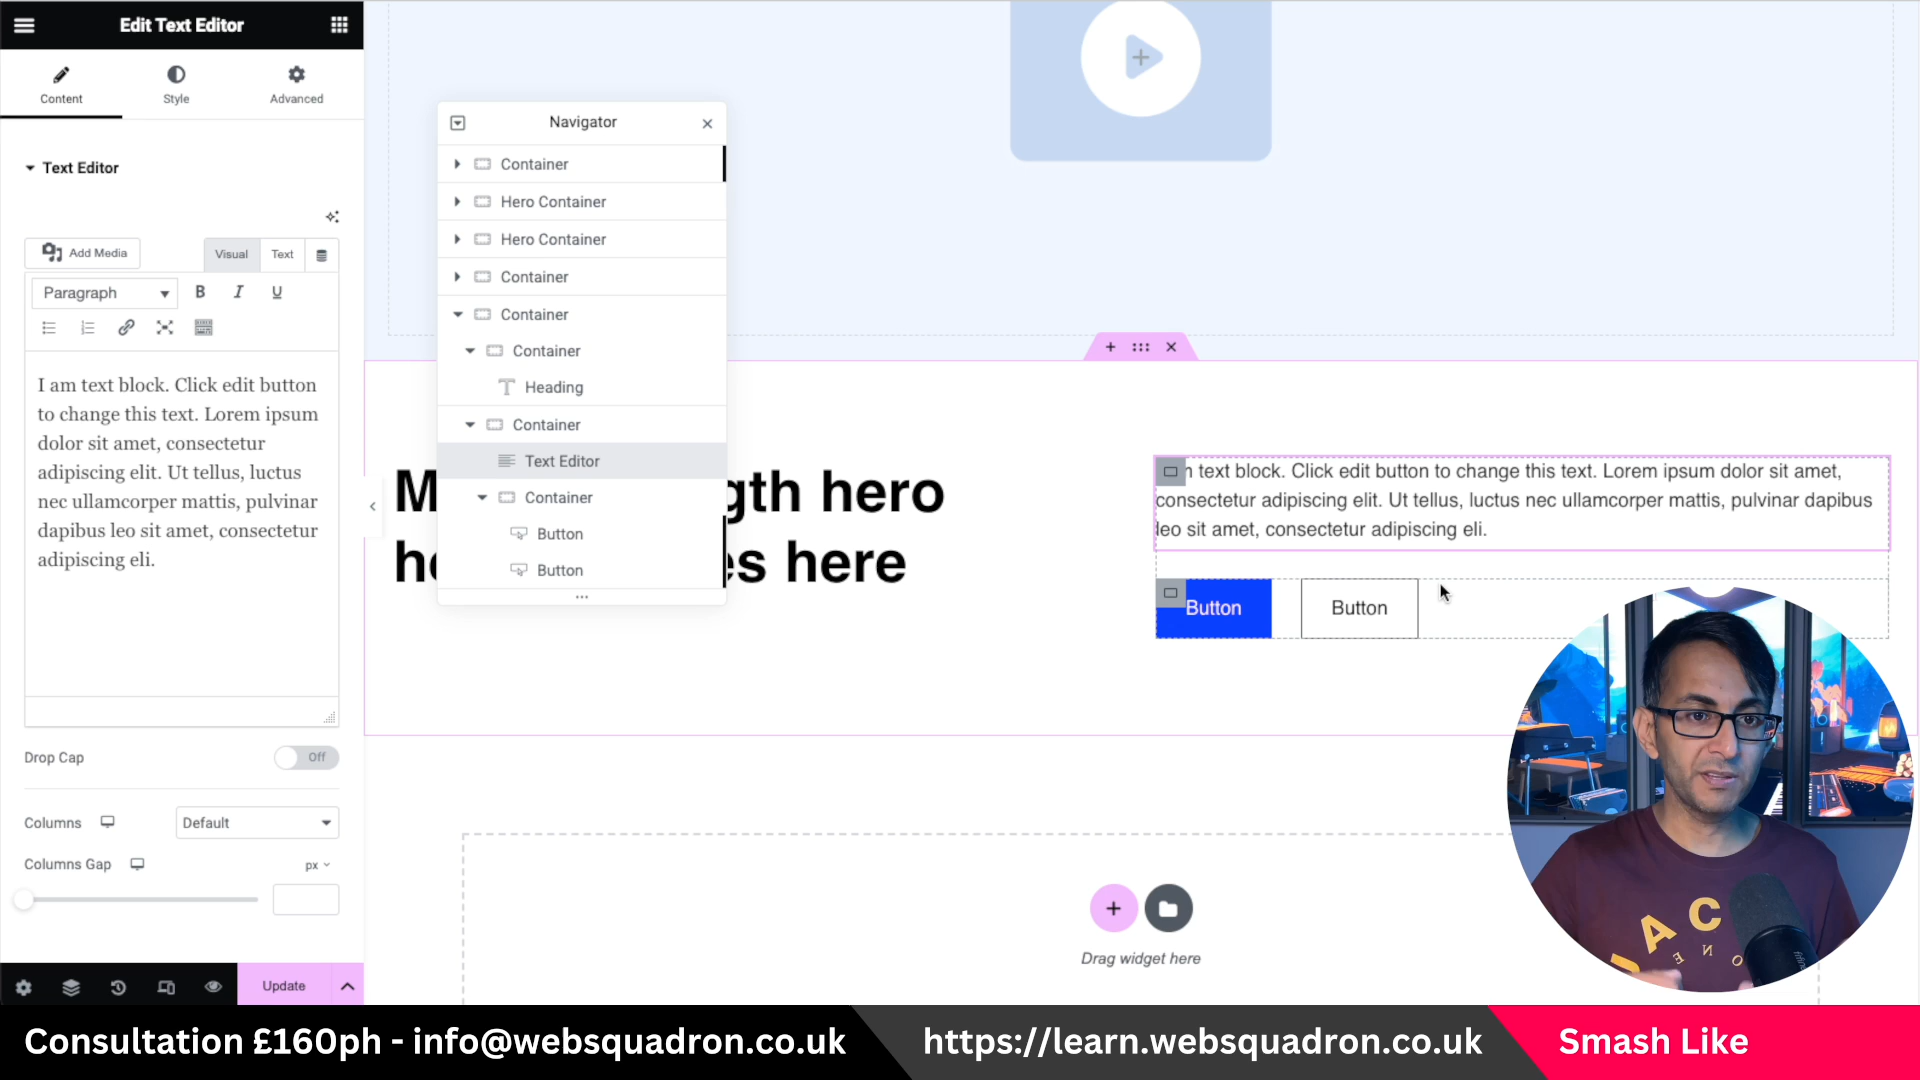 Edit Text Editor
Content
Style
Advanced
Text Editor
Add Media
Visual
Text
Paragraph
B
I
U
I am text block. Click edit button
to change this text. Lorem ipsum
dolor sit amet, consectetur
adipiscing elit. Ut tellus, luctus
nec ullamcorper mattis, pulvinar
dapibus leo sit amet, consectetur
adipiscing eli.
Drop Cap
Off
Columns
Default
Columns Gap
px
Update
Navigator
Container
Hero Container
Hero Container
Container
Container
Container
Heading
Container
Text Editor
Container
Button
Button
hero
es here
text block. Click edit button to change this text. Lorem ipsum dolor sit amet,
consectetur adipiscing elit. Ut tellus, luctus nec ullamcorper mattis, pulvinar dapibus
leo sit amet, consectetur adipiscing eli.
Button
Button
Drag widget here
Consultation £160ph - info@websquadron.co.uk
https://learn.websquadron.co.uk
Smash Like